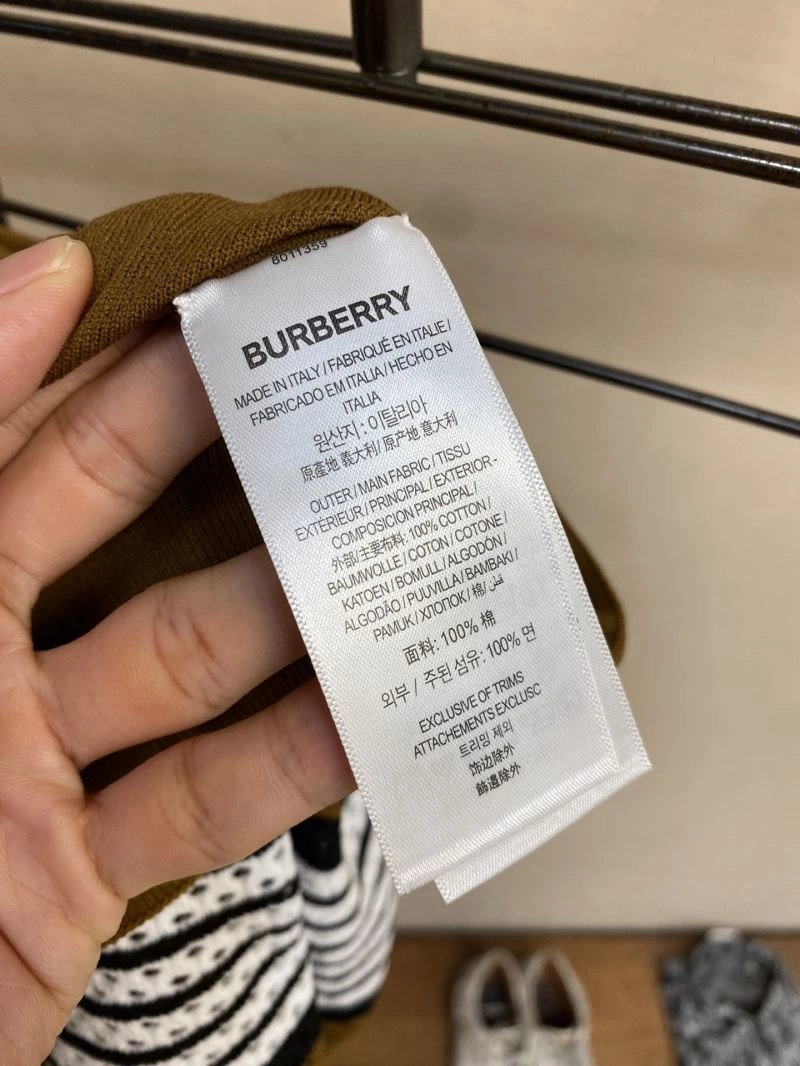 8011359
BURBERRY
MADE IN ITALY / FABRIQUÉ EN ITALIE /
FABRICADO EM ITALIA / HECHO EN
ITALIA
원산지 : 이탈리아
原產地 義大利 / 原产地 意大利
OUTER / MAIN FABRIC / TISSU
EXTERIEUR / PRINCIPAL / EXTERIOR-
COMPOSICION PRINCIPAL /
外部/主要布料: 100% COTTON /
BAUMWOLLE / COTON / COTONE /
KATOEN / BOMULL / ALGODÓN /
ALGODÃO / PUUVILLA / BAMBAKI /
PAMUK / ХЛОПОК / 棉 / قطن
面料: 100% 棉
외부 / 주된 섬유: 100% 면
EXCLUSIVE OF TRIMS
ATTACHEMENTS EXCLUSC
트리밍 제외
饰边除外
飾邊除外